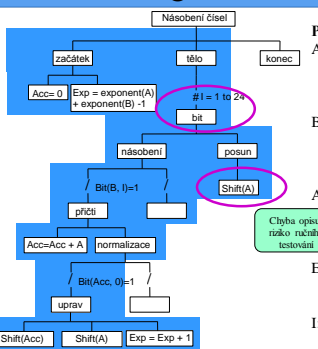 Násobení čísel
začátek
tělo
konec
Acc= 0
Exp = exponent(A)
+ exponent(B) -1
# I = 1 to 24
bit
násobení
posun
Bit(B, I)=1
Shift(A)
přičti
Acc=Acc + A
normalizace
Bit(Acc, 0)=1
uprav
Shift(Acc)
Shift(A)
Exp = Exp + 1
P
A
B
A
Chyba opisu
riziko ručního
testování